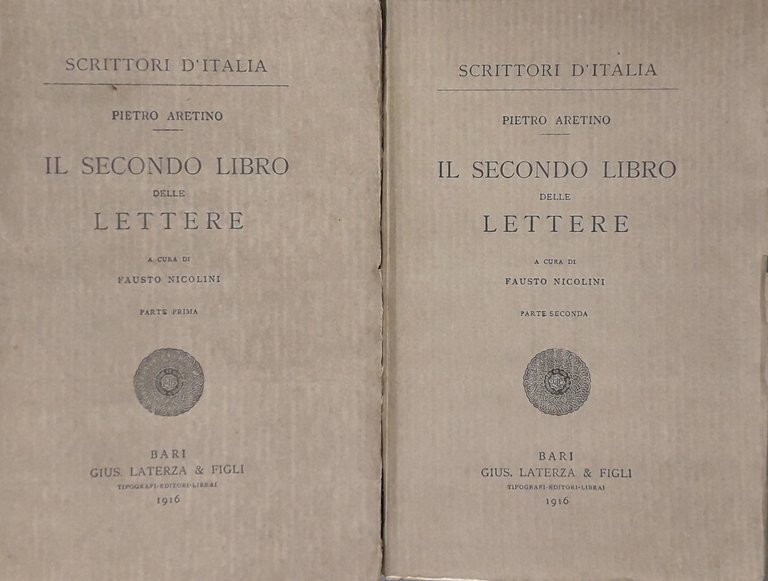 SCRITTORI D'ITALIA
PIETRO ARETINO
IL SECONDO LIBRO
DELLE
LETTERE
A CURA DI
FAUSTO NICOLINI
PARTE PRIMA
BARI
GIUS. LATERZA & FIGLI
TIPOGRAFI-EDITORI-LIBRAI
1916
SCRITTORI D'ITALIA
PIETRO ARETINO
IL SECONDO LIBRO
DELLE
LETTERE
A CURA DI
FAUSTO NICOLINI
PARTE SECONDA
BARI
GIUS. LATERZA & FIGLI
TIPOGRAFI-EDITORI-LIBRAI
1916